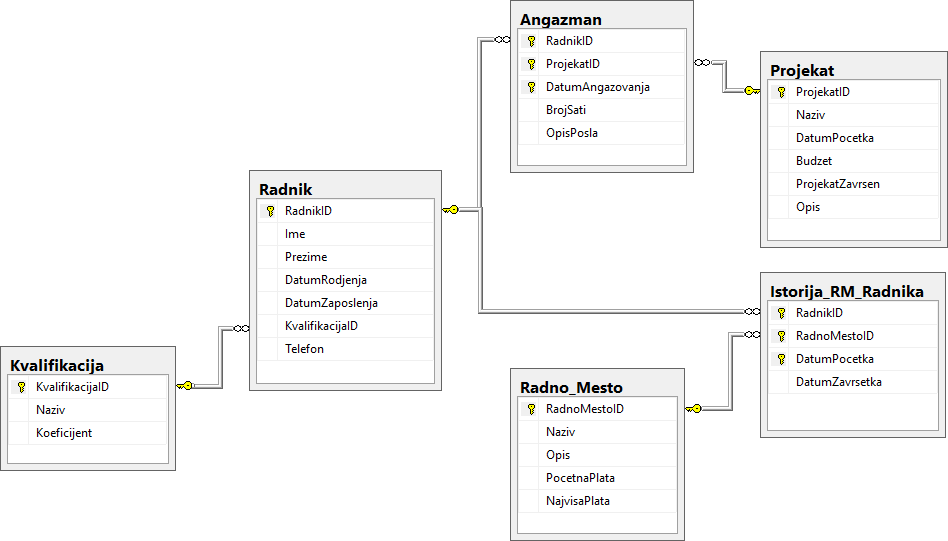 Angazman
RadnikID
ProjekatID
DatumAngazovanja
BrojSati
OpisPosla
Projekat
ProjekatID
Naziv
DatumPocetka
Budzet
ProjekatZavrsen
Opis
Radnik
RadnikID
Ime
Prezime
DatumRodjenja
DatumZaposlenja
KvalifikacijaID
Telefon
Istorija_RM_Radnika
RadnikID
RadnoMestoID
DatumPocetka
DatumZavrsetka
Kvalifikacija
KvalifikacijaID
Naziv
Koeficijent
Radno_Mesto
RadnoMestoID
Naziv
Opis
PocetnaPlata
NajvisaPlata